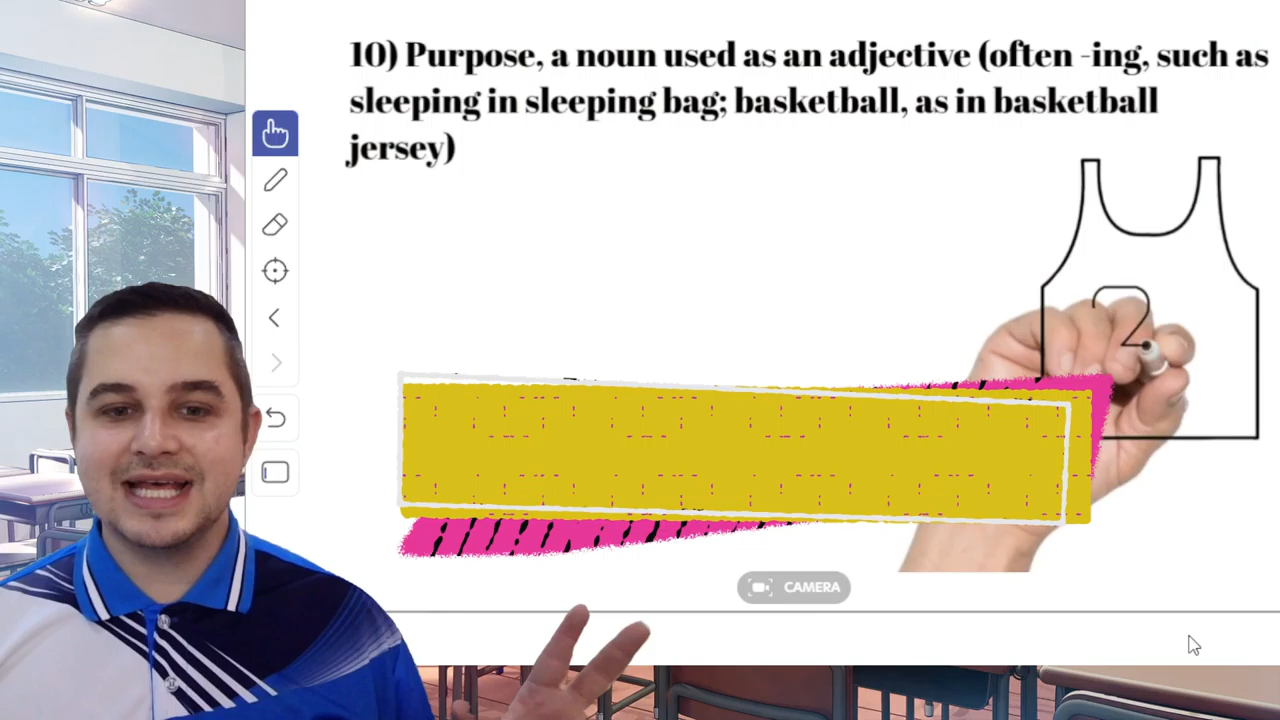 10) Purpose, a noun used as an adjective (often -ing, such as
sleeping in sleeping bag; basketball, as in basketball
jersey)
2
CAMERA